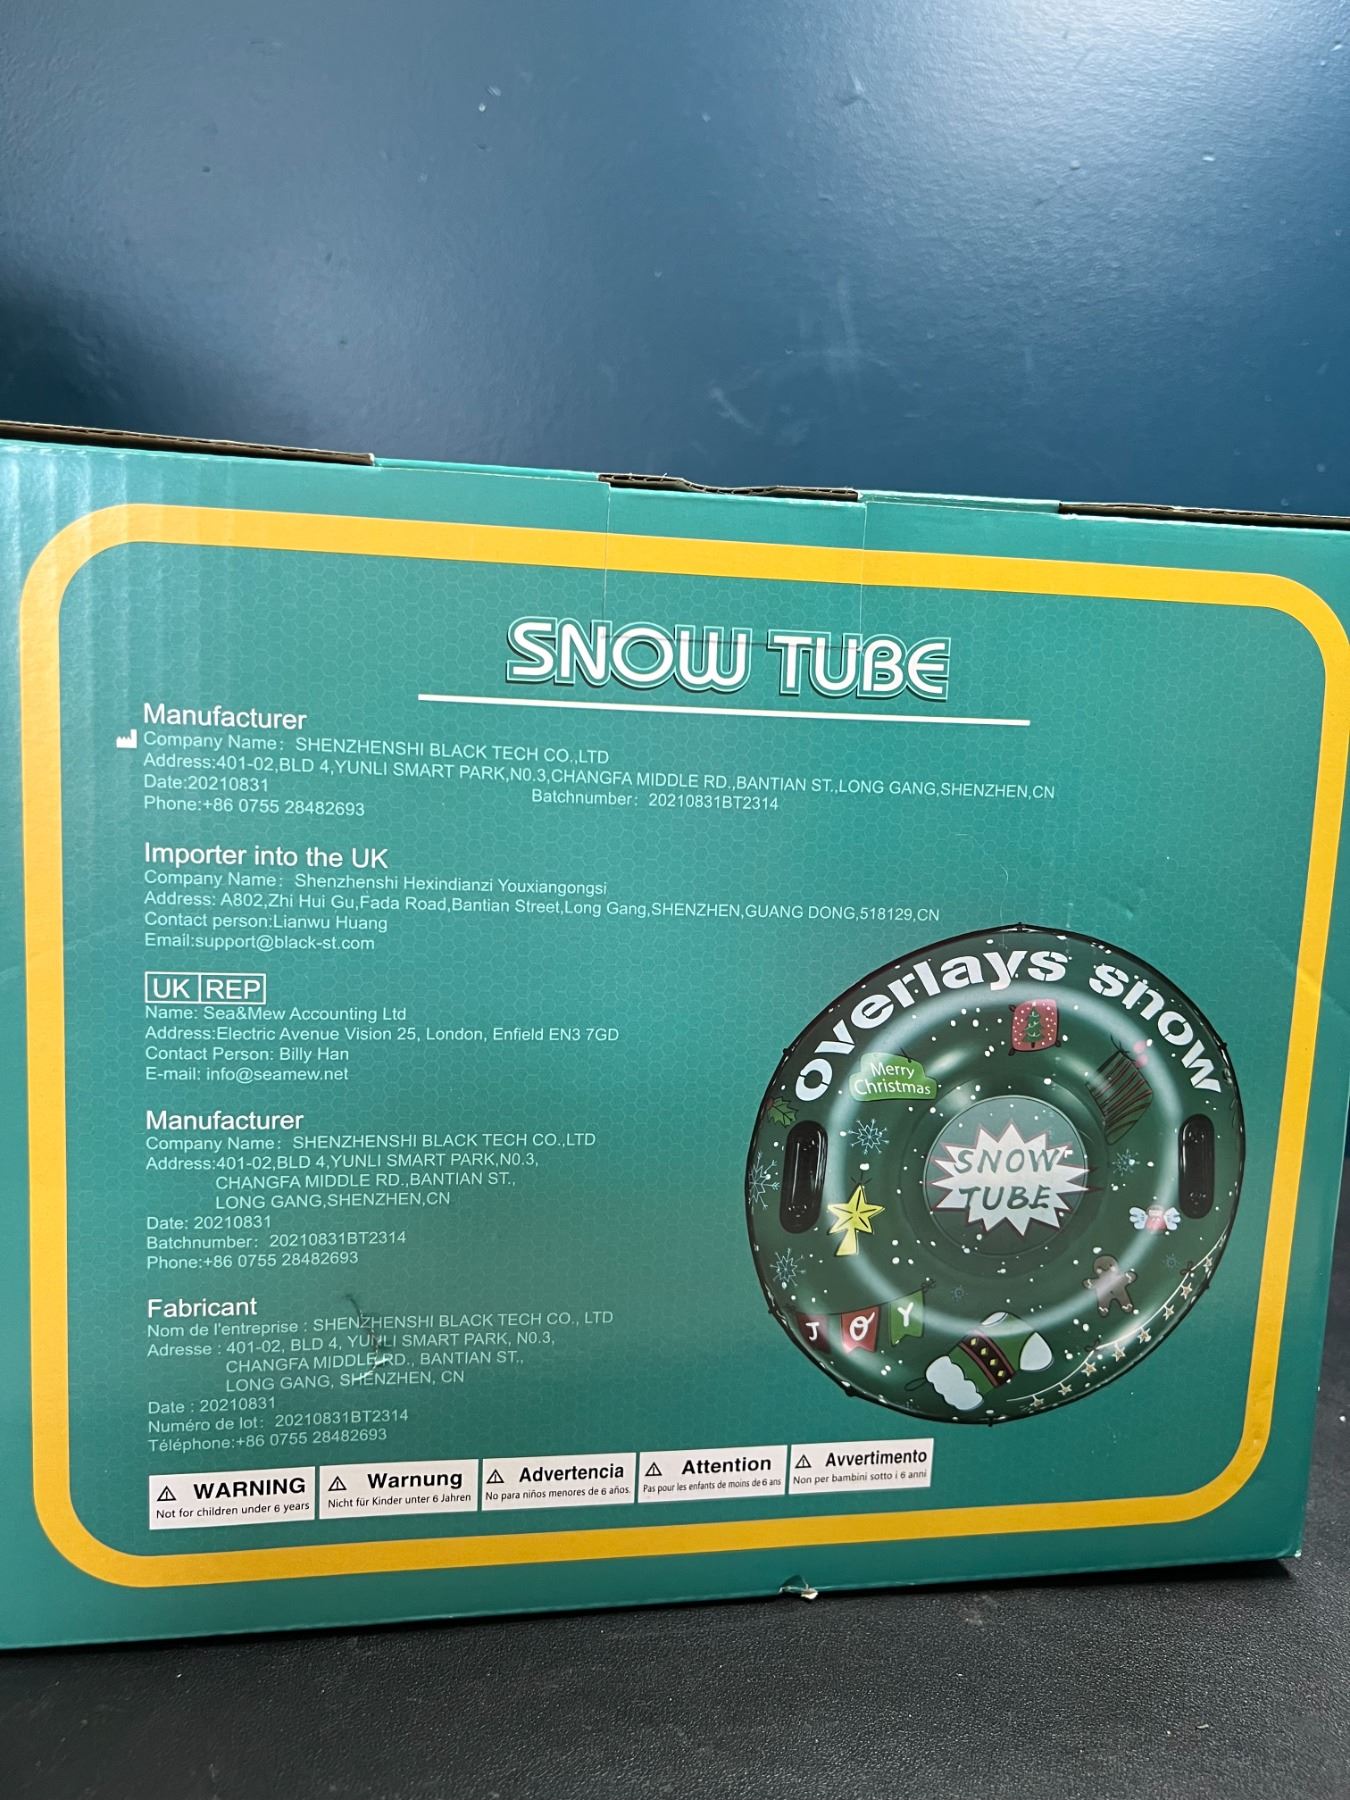 SNOW TUBE
Manufacturer
Company Name: SHENZHENSHI BLACK TECH CO.,LTD
Address:401-02,BLD 4,YUNLI SMART PARK,N0.3,CHANGFA MIDDLE RD.,BANTIAN ST.,LONG GANG,SHENZHEN,CN
Date:20210831 Batchnumber: 20210831BT2314
Phone:+86 0755 28482693
Importer into the UK
Company Name: Shenzhenshi Hexindianzi Youxiangongsi
Address: A802,Zhi Hui Gu,Fada Road,Bantian Street,Long Gang,SHENZHEN,GUANG DONG,518129,CN
Contact person:Lianwu Huang
Email:support@black-st.com
UK REP
Name: Sea&Mew Accounting Ltd
Address:Electric Avenue Vision 25, London, Enfield EN3 7GD
Contact Person: Billy Han
E-mail: info@seamew.net
Manufacturer
Company Name: SHENZHENSHI BLACK TECH CO.,LTD
Address:401-02,BLD 4,YUNLI SMART PARK,N0.3,
CHANGFA MIDDLE RD.,BANTIAN ST.,
LONG GANG,SHENZHEN,CN
Date: 20210831
Batchnumber: 20210831BT2314
Phone:+86 0755 28482693
Fabricant
Nom de l'entreprise : SHENZHENSHI BLACK TECH CO., LTD
Adresse : 401-02, BLD 4, YUNLI SMART PARK, N0.3,
CHANGFA MIDDLE RD., BANTIAN ST.,
LONG GANG, SHENZHEN, CN
Date : 20210831
Numéro de lot: 20210831BT2314
Téléphone:+86 0755 28482693
WARNING
Not for children under 6 years
Warnung
Nicht für Kinder unter 6 Jahren
Advertencia
No para niños menores de 6 años.
Attention
Pas pour les enfants de moins de 6 ans
Avvertimento
Non per bambini sotto i 6 anni
overlays snow
Merry
Christmas
SNOW
TUBE
JOY